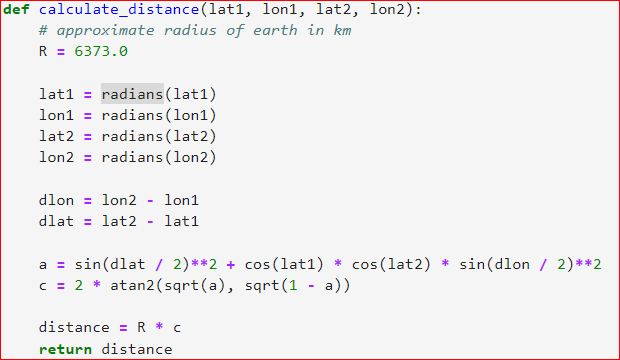 def calculate_distance(lat1, lon1, lat2, lon2):
    # approximate radius of earth in km
    R = 6373.0

    lat1 = radians(lat1)
    lon1 = radians(lon1)
    lat2 = radians(lat2)
    lon2 = radians(lon2)

    dlon = lon2 - lon1
    dlat = lat2 - lat1

    a = sin(dlat / 2)**2 + cos(lat1) * cos(lat2) * sin(dlon / 2)**2
    c = 2 * atan2(sqrt(a), sqrt(1 - a))

    distance = R * c
    return distance